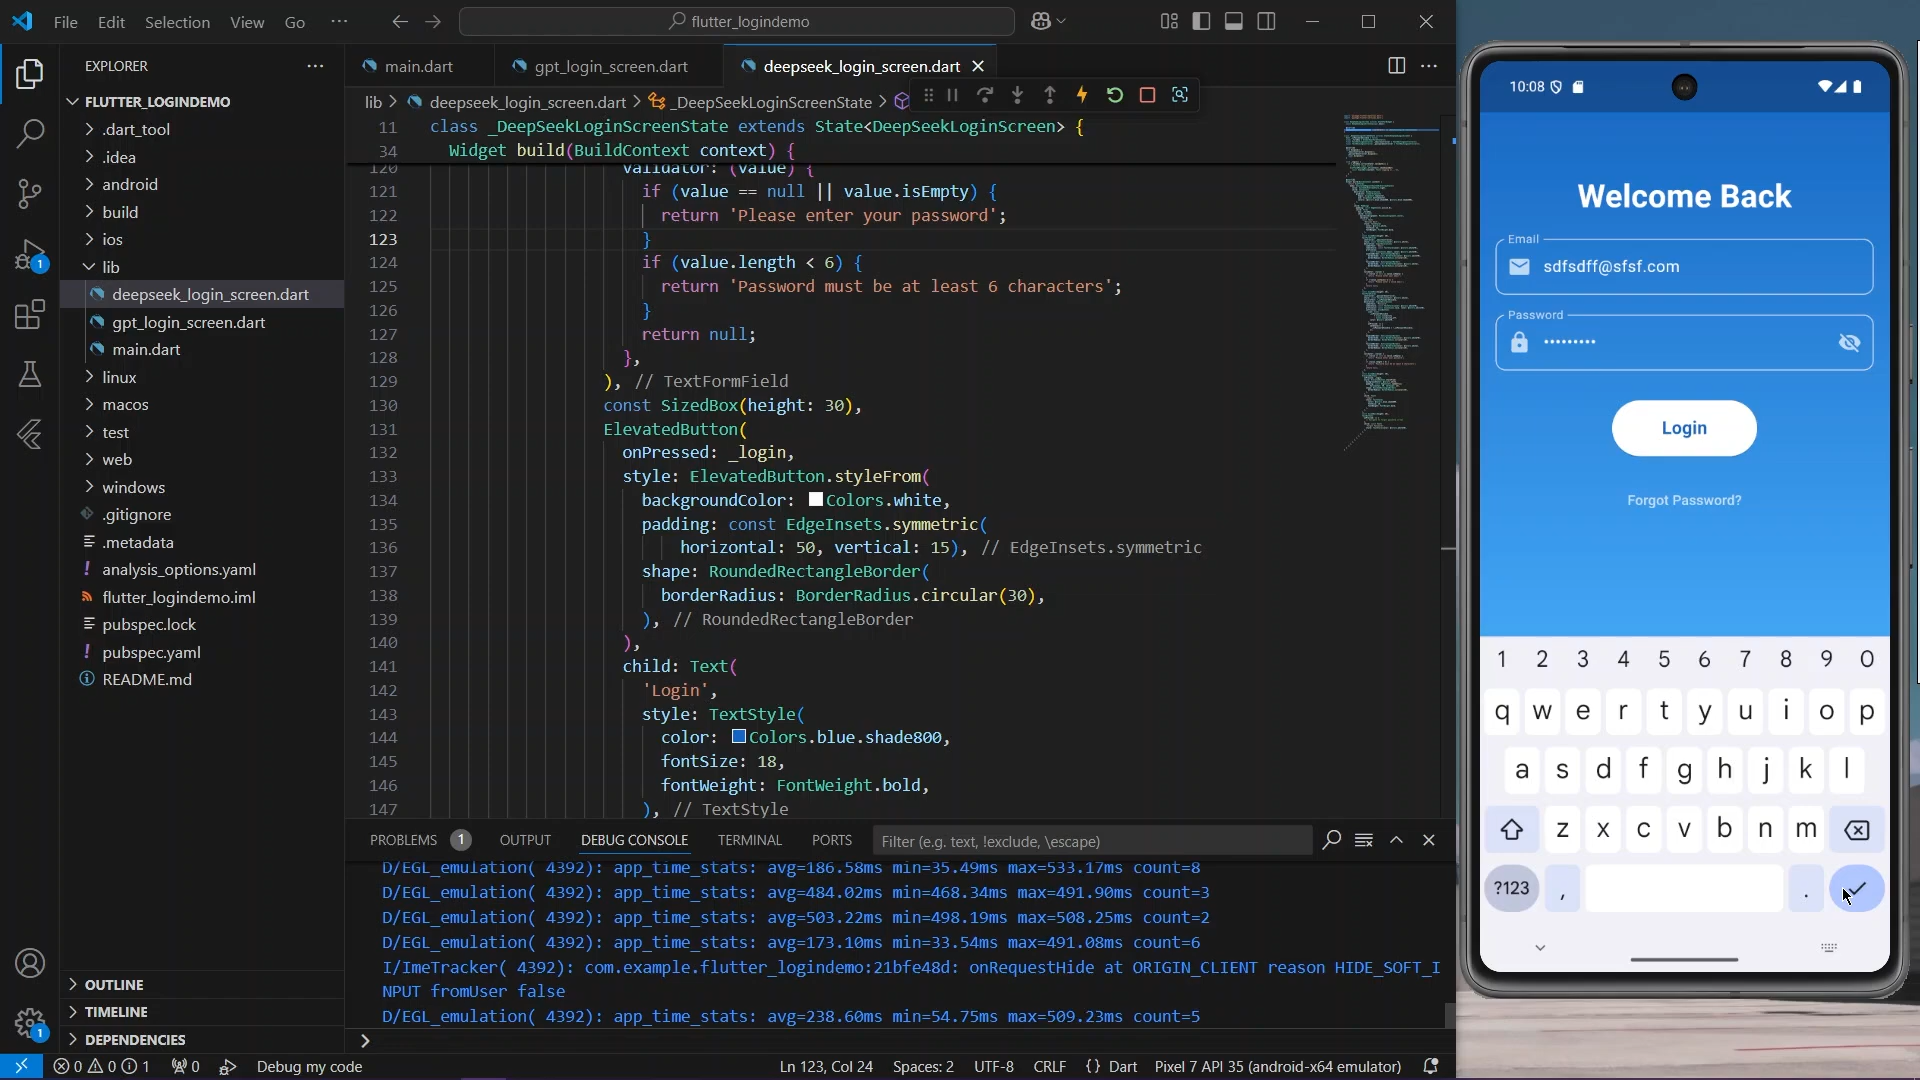 File Edit Selection View Go ···
flutter_logindemo
EXPLORER
FLUTTER_LOGINDEMO
.dart_tool
.idea
android
build
ios
lib
deepseek_login_screen.dart
gpt_login_screen.dart
main.dart
linux
macos
test
web
windows
.gitignore
.metadata
analysis_options.yaml
flutter_logindemo.iml
pubspec.lock
pubspec.yaml
README.md
OUTLINE
TIMELINE
DEPENDENCIES
1
1
main.dart gpt_login_screen.dart deepseek_login_screen.dart
lib > deepseek_login_screen.dart > _DeepSeekLoginScreenState >
11 class _DeepSeekLoginScreenState extends State<DeepSeekLoginScreen> {
34 Widget build(BuildContext context) {
120 validator: (value) {
121 if (value == null || value.isEmpty) {
122 return 'Please enter your password';
123 }
124 if (value.length < 6) {
125 return 'Password must be at least 6 characters';
126 }
127 return null;
128 },
129 ), // TextFormField
130 const SizedBox(height: 30),
131 ElevatedButton(
132 onPressed: _login,
133 style: ElevatedButton.styleFrom(
134 backgroundColor: Colors.white,
135 padding: const EdgeInsets.symmetric(
136 horizontal: 50, vertical: 15), // EdgeInsets.symmetric
137 shape: RoundedRectangleBorder(
138 borderRadius: BorderRadius.circular(30),
139 ), // RoundedRectangleBorder
140 ),
141 child: Text(
142 'Login',
143 style: TextStyle(
144 color: Colors.blue.shade800,
145 fontSize: 18,
146 fontWeight: FontWeight.bold,
147 ), // TextStyle
PROBLEMS 1 OUTPUT DEBUG CONSOLE TERMINAL PORTS Filter (e.g. text, !exclude, \escape)
D/EGL_emulation( 4392): app_time_stats: avg=186.58ms min=35.49ms max=533.17ms count=8
D/EGL_emulation( 4392): app_time_stats: avg=484.02ms min=468.34ms max=491.90ms count=3
D/EGL_emulation( 4392): app_time_stats: avg=503.22ms min=498.19ms max=508.25ms count=2
D/EGL_emulation( 4392): app_time_stats: avg=173.10ms min=33.54ms max=491.08ms count=6
I/ImeTracker( 4392): com.example.flutter_logindemo:21bfe48d: onRequestHide at ORIGIN_CLIENT reason HIDE_SOFT_I
NPUT fromUser false
D/EGL_emulation( 4392): app_time_stats: avg=238.60ms min=54.75ms max=509.23ms count=5
0 0 1 0 Debug my code Ln 123, Col 24 Spaces: 2 UTF-8 CRLF {} Dart Pixel 7 API 35 (android-x64 emulator)
10:08
Welcome Back
Email
sdfsdff@sfsf.com
Password
•••••••••
Login
Forgot Password?
1 2 3 4 5 6 7 8 9 0
q w e r t y u i o p
a s d f g h j k l
z x c v b n m
?123 , .